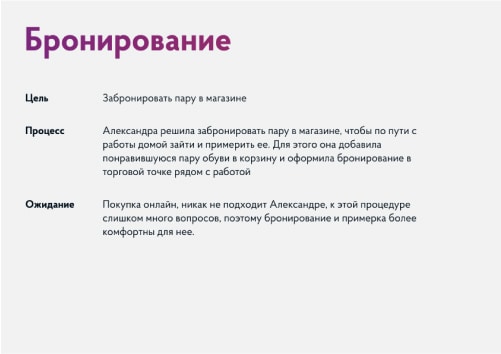 Бронирование
Цель
Забронировать пару в магазине
Процесс
Александра решила забронировать пару в магазине, чтобы по пути с
работы домой зайти и примерить ее. Для этого она добавила
понравившуюся пару обуви в корзину и оформила бронирование в
торговой точке рядом с работой
Ожидание
Покупка онлайн, никак не подходит Александре, к этой процедуре
слишком много вопросов, поэтому бронирование и примерка более
комфортны для нее.